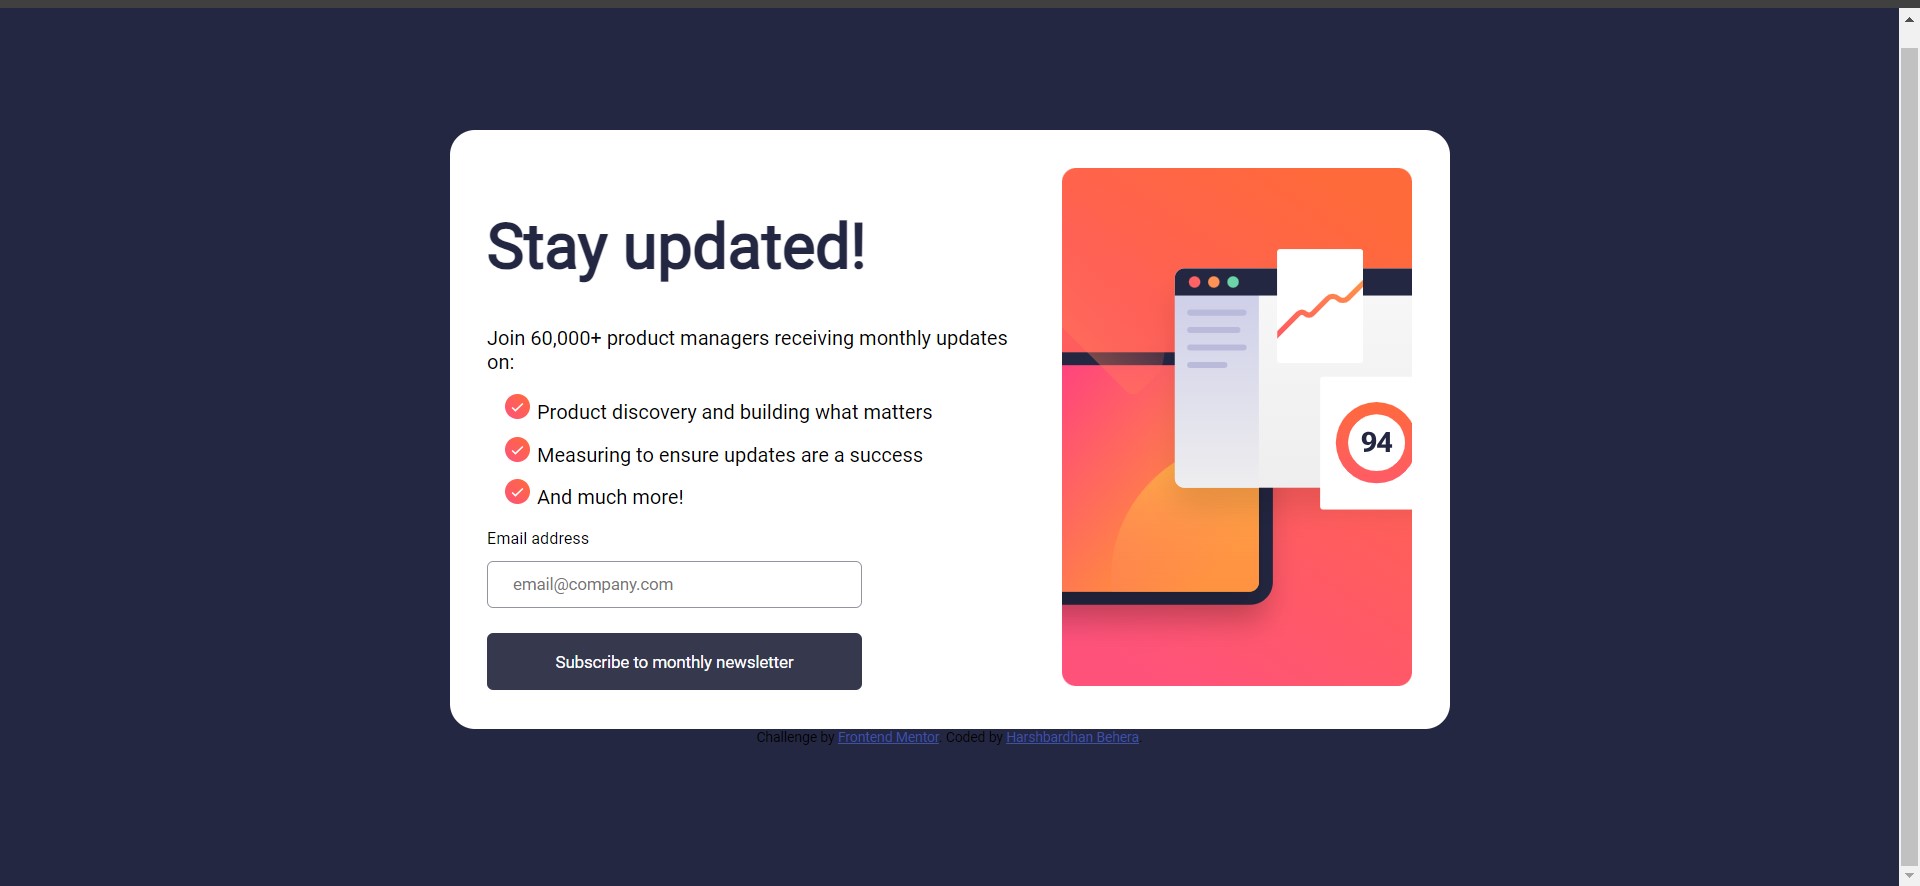 Stay updated!
Join 60,000+ product managers receiving monthly updates
on:
Product discovery and building what matters
Measuring to ensure updates are a success
And much more!
Email address
email@company.com
Subscribe to monthly newsletter
94
Challenge by Frontend Mentor. Coded by Harshbardhan Behera.